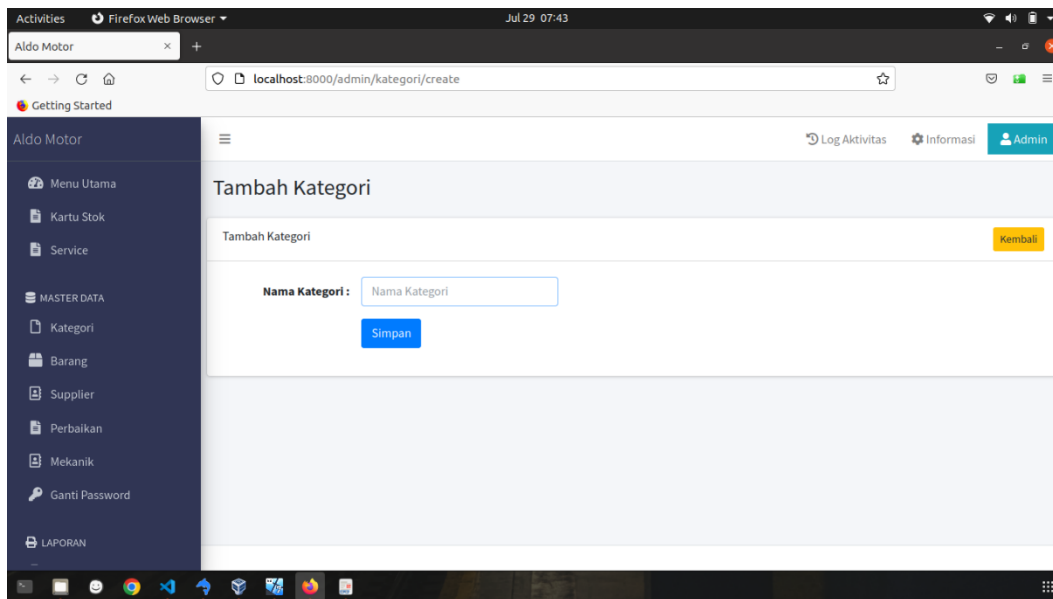 Activities Firefox Web Browser Jul 29 07:43
Aldo Motor
localhost:8000/admin/kategori/create
Getting Started
Aldo Motor Log Aktivitas Informasi Admin
Menu Utama
Tambah Kategori
Kartu Stok
Tambah Kategori Kembali
Service
Nama Kategori : Nama Kategori
MASTER DATA
Kategori
Simpan
Barang
Supplier
Perbaikan
Mekanik
Ganti Password
LAPORAN